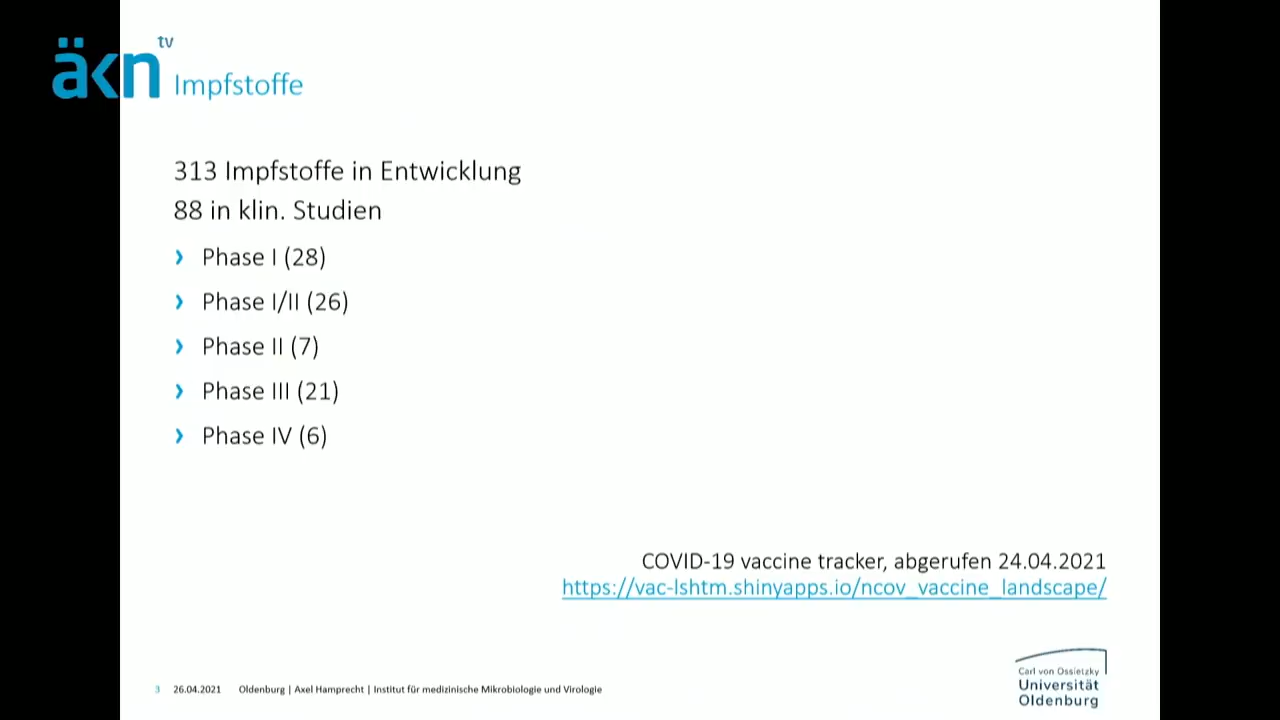 äkn tv
Impfstoffe
313 Impfstoffe in Entwicklung
88 in klin. Studien
› Phase I (28)
› Phase I/II (26)
› Phase II (7)
› Phase III (21)
› Phase IV (6)
COVID-19 vaccine tracker, abgerufen 24.04.2021
https://vac-lshtm.shinyapps.io/ncov_vaccine_landscape/
3 26.04.2021 Oldenburg | Axel Hamprecht | Institut für medizinische Mikrobiologie und Virologie
Carl von Ossietzky
Universität
Oldenburg